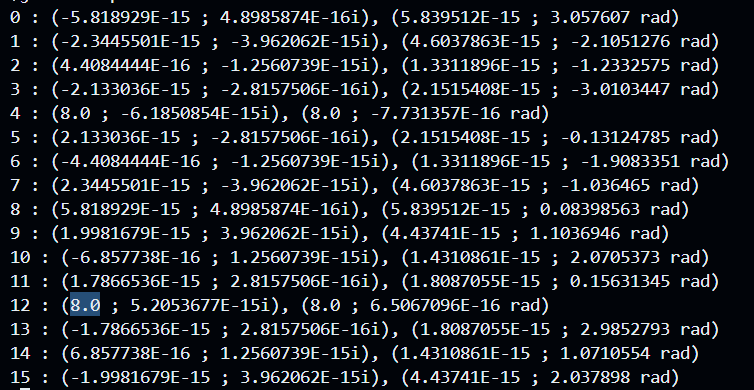 0 : (-5.818929E-15 ; 4.8985874E-16i), (5.839512E-15 ; 3.057607 rad)
1 : (-2.3445501E-15 ; -3.962062E-15i), (4.6037863E-15 ; -2.1051276 rad)
2 : (4.4084444E-16 ; -1.2560739E-15i), (1.3311896E-15 ; -1.2332575 rad)
3 : (-2.133036E-15 ; -2.8157506E-16i), (2.1515408E-15 ; -3.0103447 rad)
4 : (8.0 ; -6.1850854E-15i), (8.0 ; -7.731357E-16 rad)
5 : (2.133036E-15 ; -2.8157506E-16i), (2.1515408E-15 ; -0.13124785 rad)
6 : (-4.4084444E-16 ; -1.2560739E-15i), (1.3311896E-15 ; -1.9083351 rad)
7 : (2.3445501E-15 ; -3.962062E-15i), (4.6037863E-15 ; -1.036465 rad)
8 : (5.818929E-15 ; 4.8985874E-16i), (5.839512E-15 ; 0.08398563 rad)
9 : (1.9981679E-15 ; 3.962062E-15i), (4.43741E-15 ; 1.1036946 rad)
10 : (-6.857738E-16 ; 1.2560739E-15i), (1.4310861E-15 ; 2.0705373 rad)
11 : (1.7866536E-15 ; 2.8157506E-16i), (1.8087055E-15 ; 0.15631345 rad)
12 : (8.0 ; 5.2053677E-15i), (8.0 ; 6.5067096E-16 rad)
13 : (-1.7866536E-15 ; 2.8157506E-16i), (1.8087055E-15 ; 2.9852793 rad)
14 : (6.857738E-16 ; 1.2560739E-15i), (1.4310861E-15 ; 1.0710554 rad)
15 : (-1.9981679E-15 ; 3.962062E-15i), (4.43741E-15 ; 2.037898 rad)